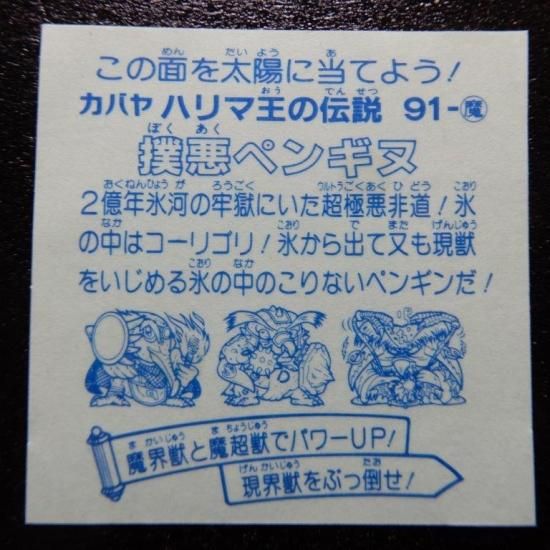 この面を太陽に当てよう!
カバヤ ハリマ王の伝説 91-魔
撲悪ペンギヌ
2億年氷河の牢獄にいた超極悪非道!氷
の中はコーリゴリ!氷から出て又も現獣
をいじめる氷の中のこりないペンギンだ!
魔界獣と魔超獣でパワーUP!
現界獣をぶっ倒せ!